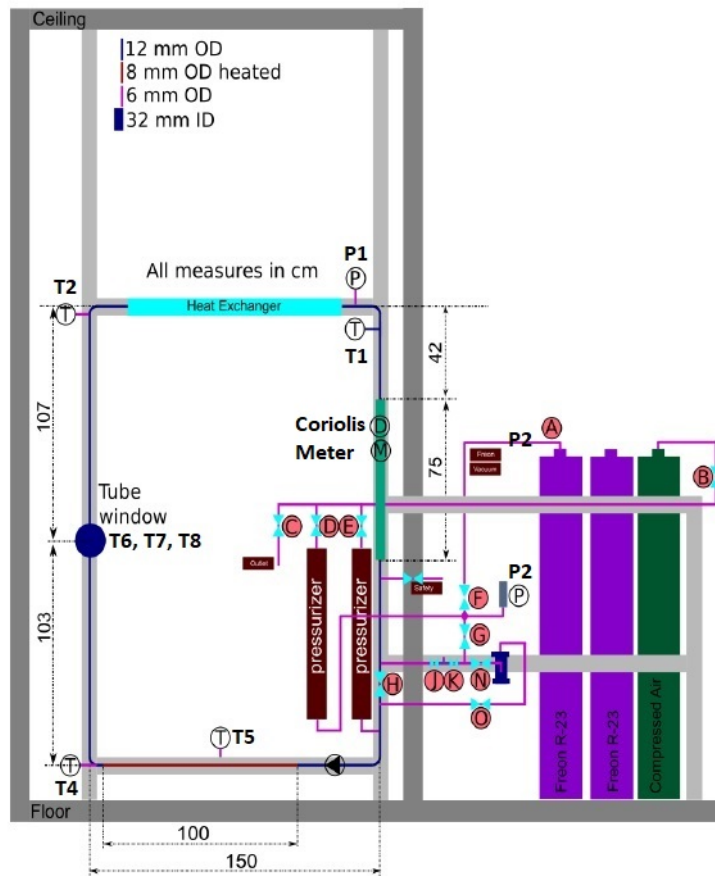 Ceiling
12 mm OD
8 mm OD heated
6 mm OD
32 mm ID
All measures in cm
P1
P
T2
T
Heat Exchanger
T
T1
42
107
Coriolis
Meter
D
M
75
P2
A
Freon
Vacuum
B
Tube
window
T6, T7, T8
C
D
E
Outlet
P2
P
Safety
F
G
pressurizer
pressurizer
H
J
K
N
O
103
Freon R-23
Freon R-23
Compressed Air
T
T5
T
T4
Floor
100
150